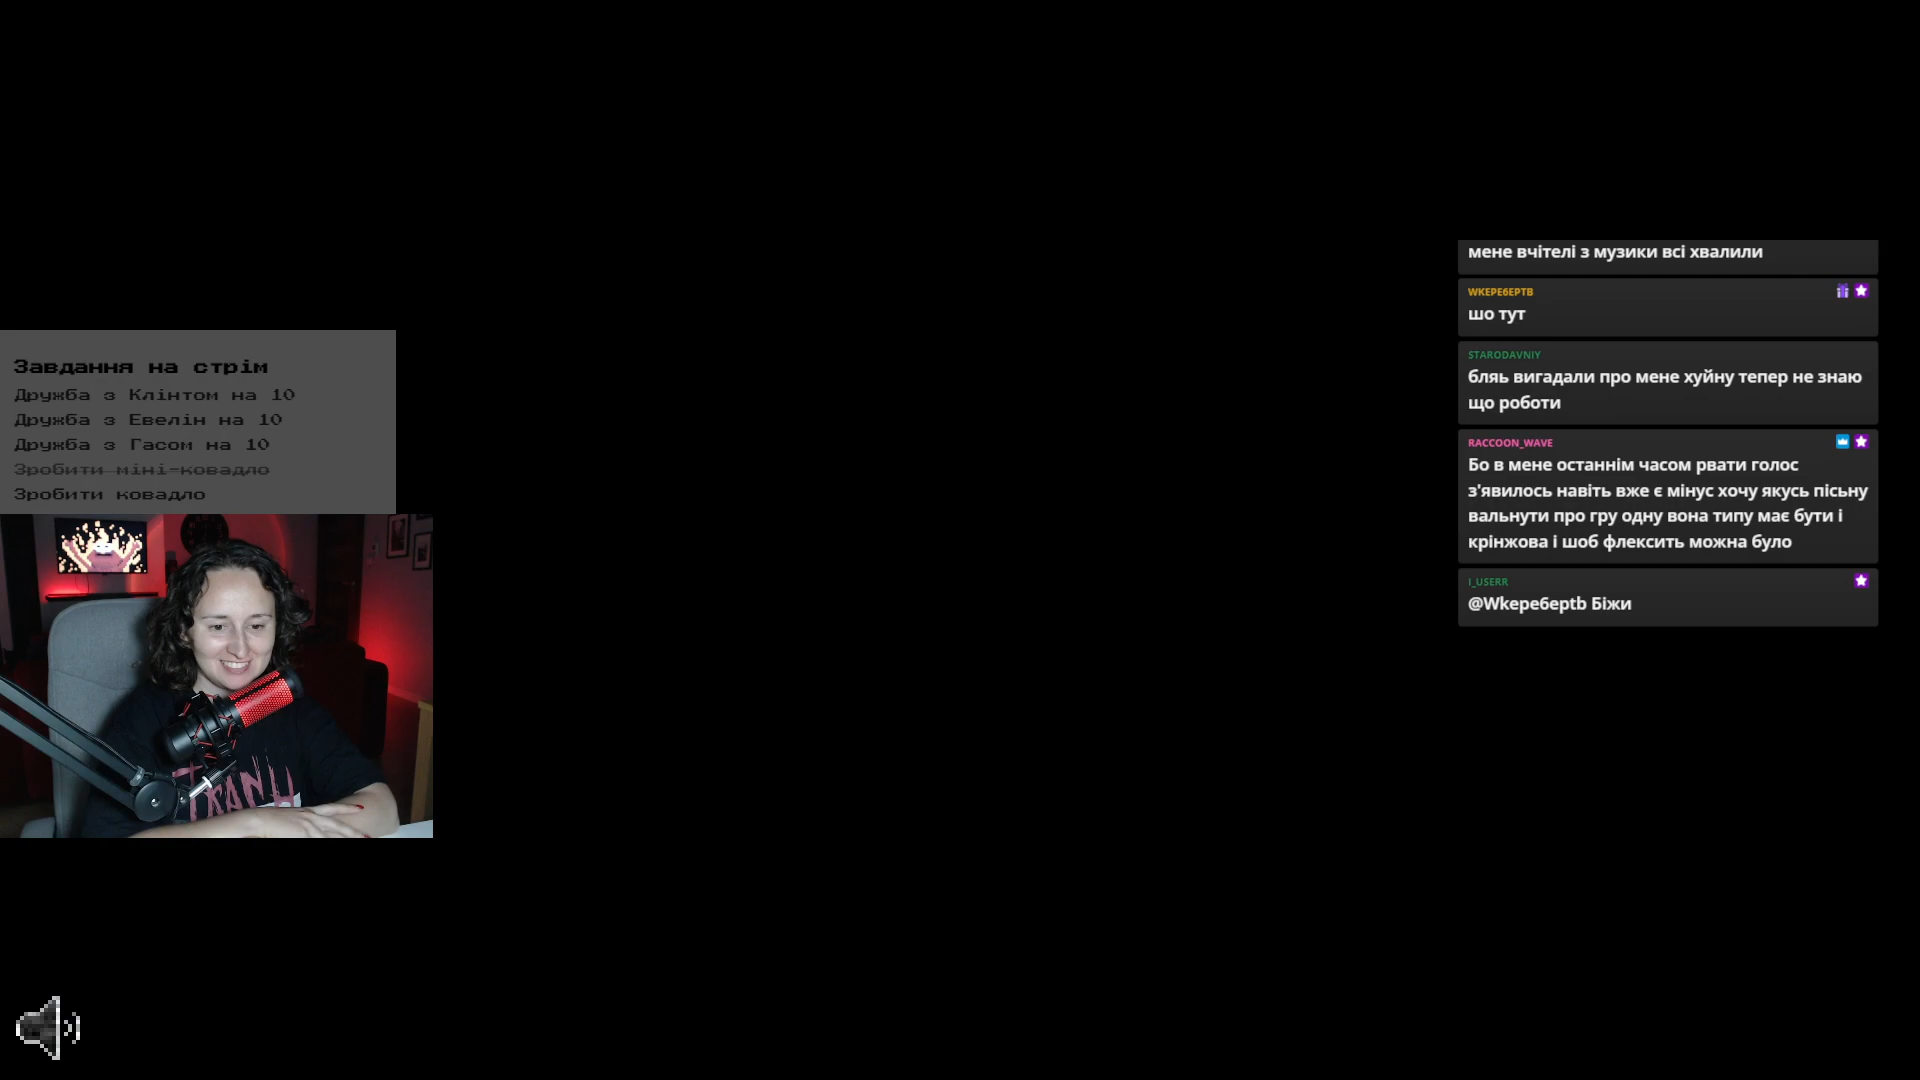 Завдання на стрім
Дружба з Клінтом на 10
Дружба з Евелін на 10
Дружба з Гасом на 10
Зробити міні-ковадло
Зробити ковадло
мене вчітелі з музики всі хвалили
WKEPE6EPTB
шо тут
STARODAVNIY
бляь вигадали про мене хуйну тепер не знаю
що роботи
RACCOON_WAVE
Бо в мене останнім часом рвати голос
з'явилось навіть вже є мінус хочу якусь пісьну
вальнути про гру одну вона типу має бути і
крінжова і шоб флексить можна було
I_USERR
@Wkepe6eptb Біжи